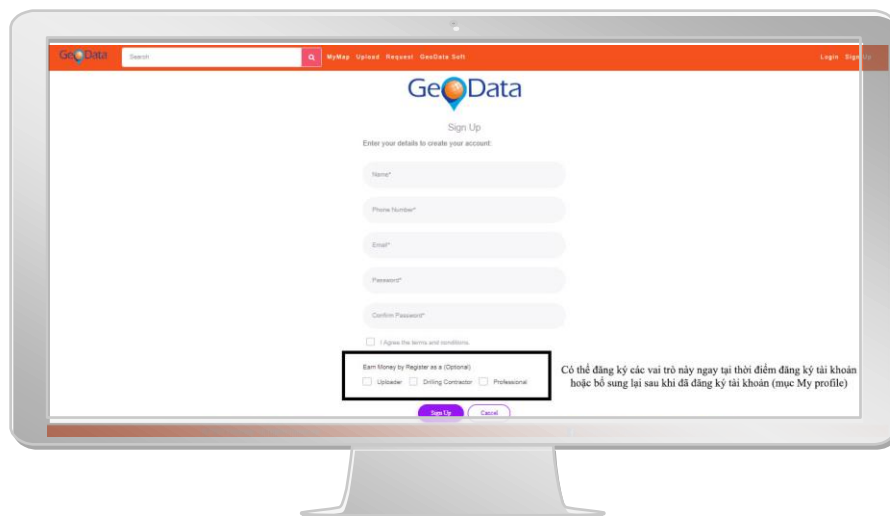 GeoData
Search
MyMap Upload Request GeoData Soft
Login Sign Up
GeoData
Sign Up
Enter your details to create your account:
Name*
Phone Number*
Email*
Password*
Confirm Password*
I Agree the terms and conditions.
Earn Money by Register as a (Optional)
Uploader Drilling Contractor Professional
Có thể đăng ký các vai trò này ngay tại thời điểm đăng ký tài khoản
hoặc bổ sung lại sau khi đã đăng ký tài khoản (mục My profile)
Sign Up Cancel